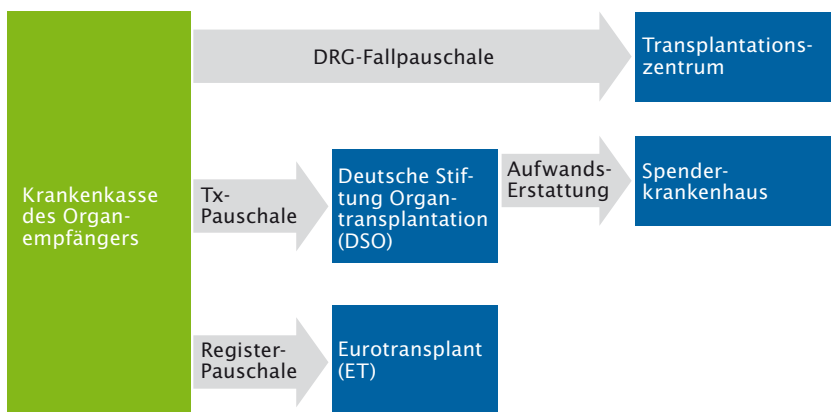 Krankenkasse
des Organ-
empfängers
DRG-Fallpauschale
Transplantations-
zentrum
Tx-
Pauschale
Deutsche Stif-
tung Organ-
transplantation
(DSO)
Aufwands-
Erstattung
Spender-
krankenhaus
Register-
Pauschale
Eurotransplant
(ET)